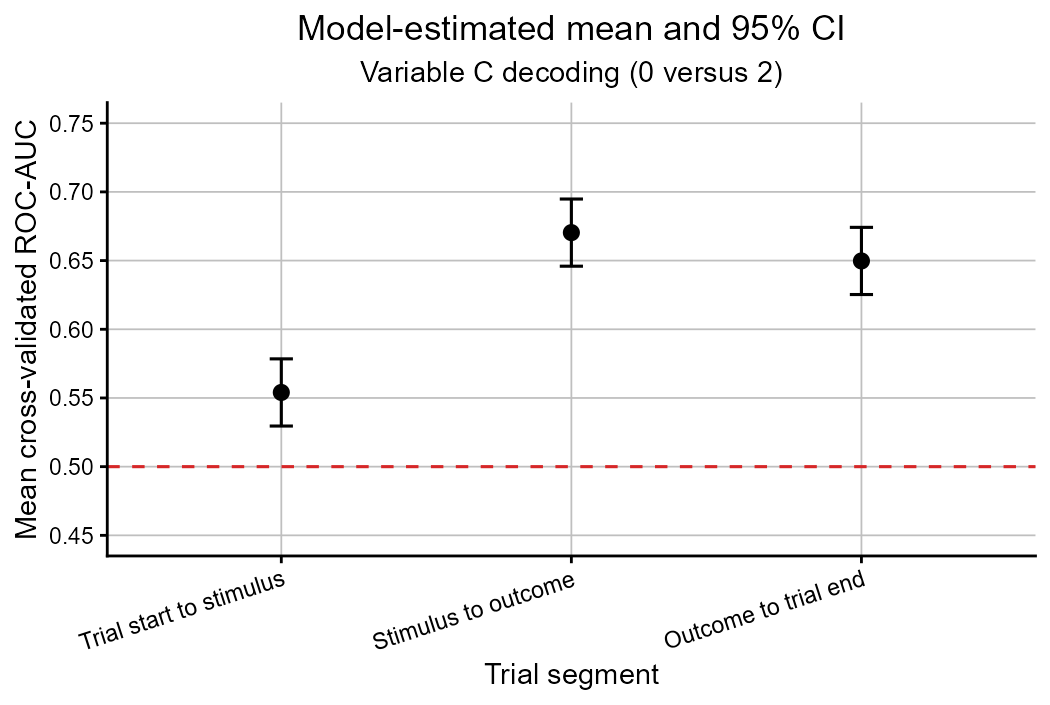 Model-estimated mean and 95% CI
Variable C decoding (0 versus 2)
Mean cross-validated ROC-AUC
0.75
0.70
0.65
0.60
0.55
0.50
0.45
Trial start to stimulus
Stimulus to outcome
Outcome to trial end
Trial segment